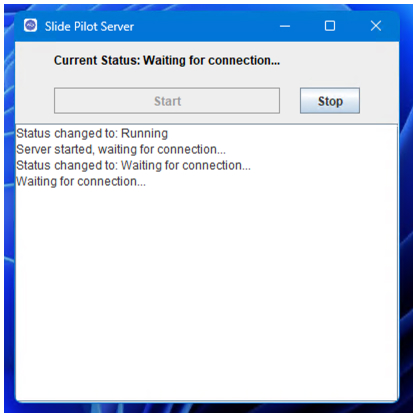 Slide Pilot Server
Current Status: Waiting for connection...
Start
Stop
Status changed to: Running
Server started, waiting for connection...
Status changed to: Waiting for connection...
Waiting for connection...